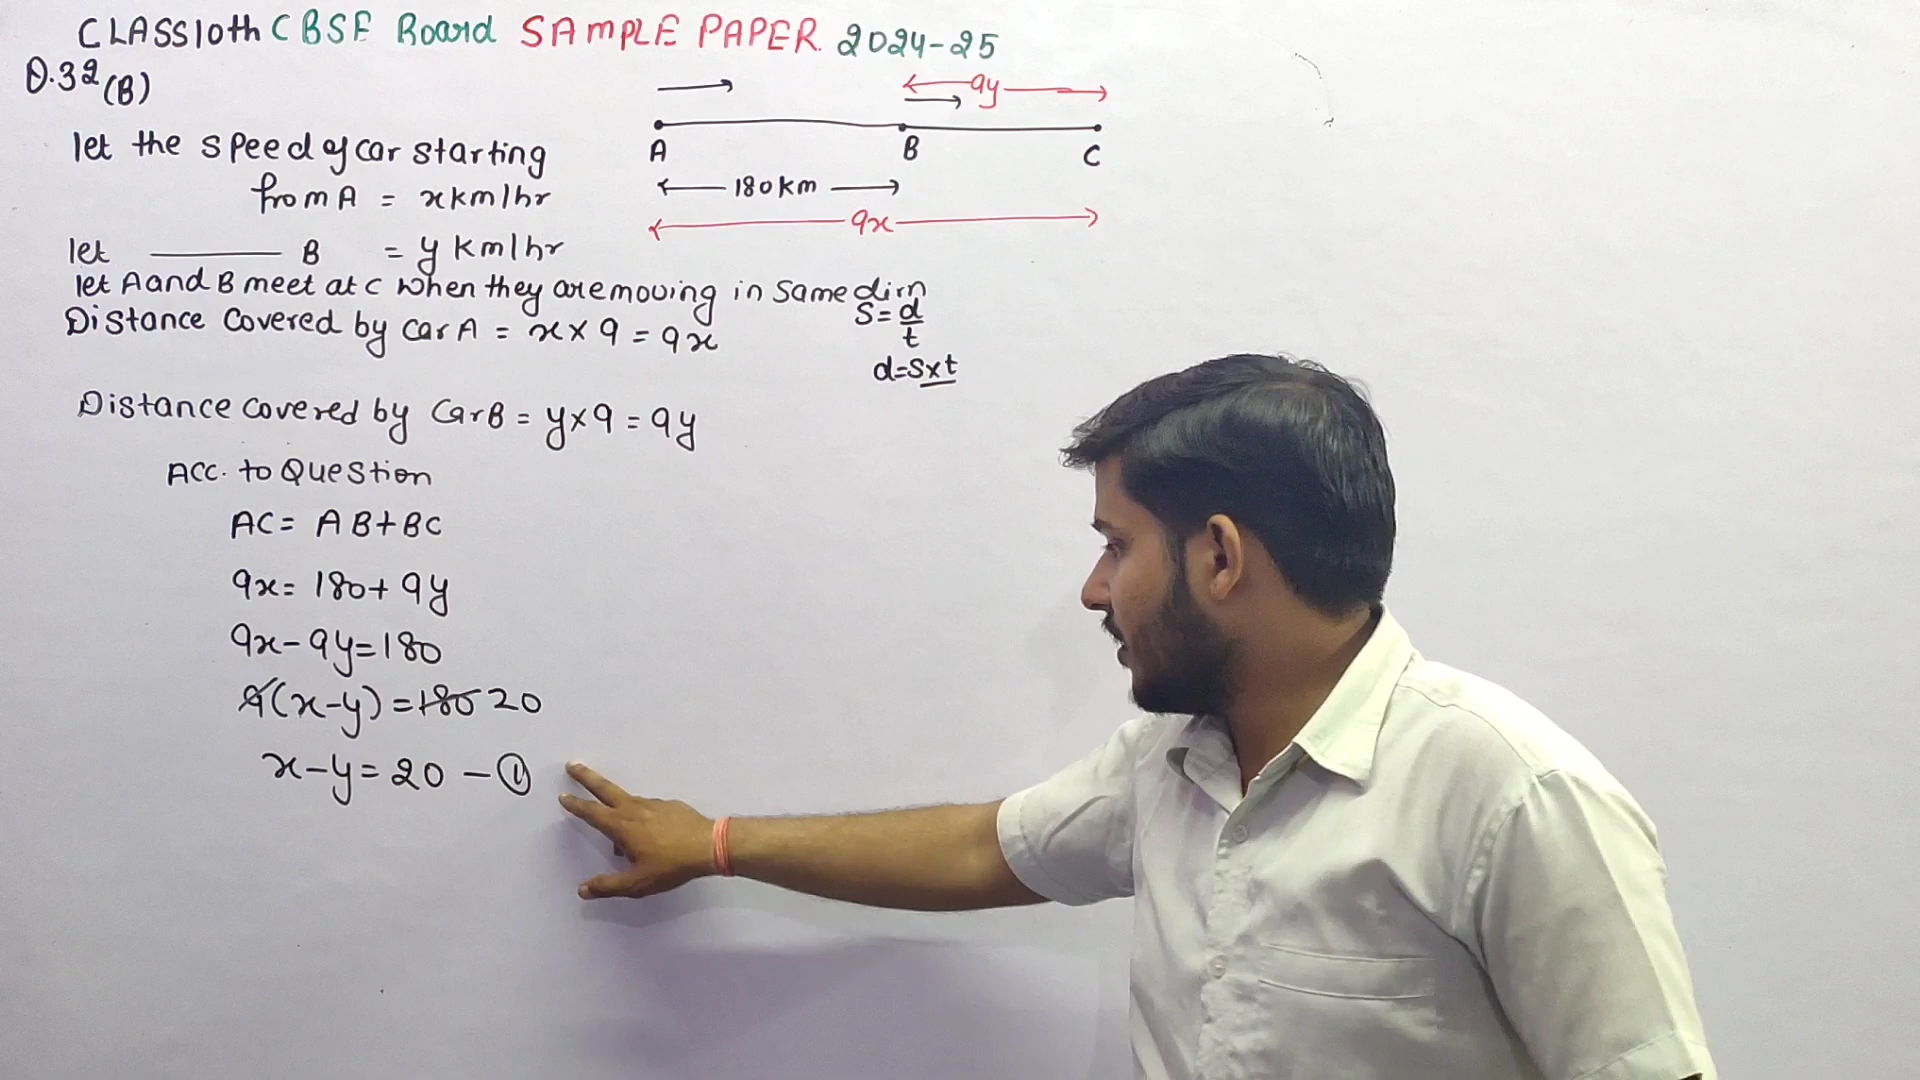 CLASS 10th CBSE Board SAMPLE PAPER. 2024-25
Q.32 (B)
9y
A B C
180km
9x
let the speed of car starting
from A = x km/hr
let ——— B = y km/hr
let A and B meet at C when they are moving in same dirn
S = d/t
Distance covered by car A = x × 9 = 9x
d = s × t
Distance covered by car B = y × 9 = 9y
Acc. to Question
AC = AB + BC
9x = 180 + 9y
9x - 9y = 180
9(x-y) = 180 20
x - y = 20 - ①